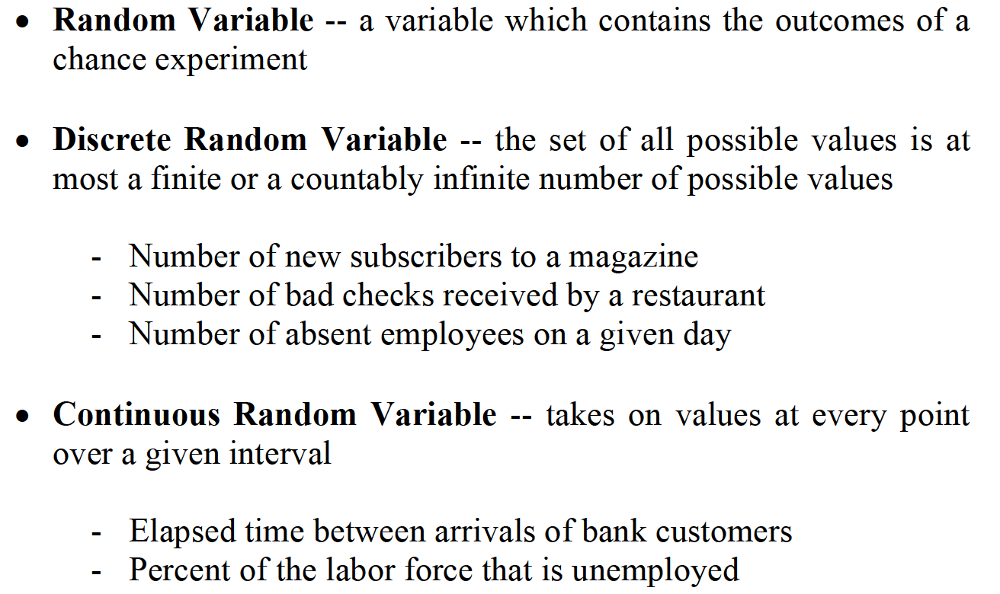 • Random Variable -- a variable which contains the outcomes of a
chance experiment
• Discrete Random Variable -- the set of all possible values is at
most a finite or a countably infinite number of possible values
- Number of new subscribers to a magazine
- Number of bad checks received by a restaurant
- Number of absent employees on a given day
• Continuous Random Variable -- takes on values at every point
over a given interval
- Elapsed time between arrivals of bank customers
- Percent of the labor force that is unemployed